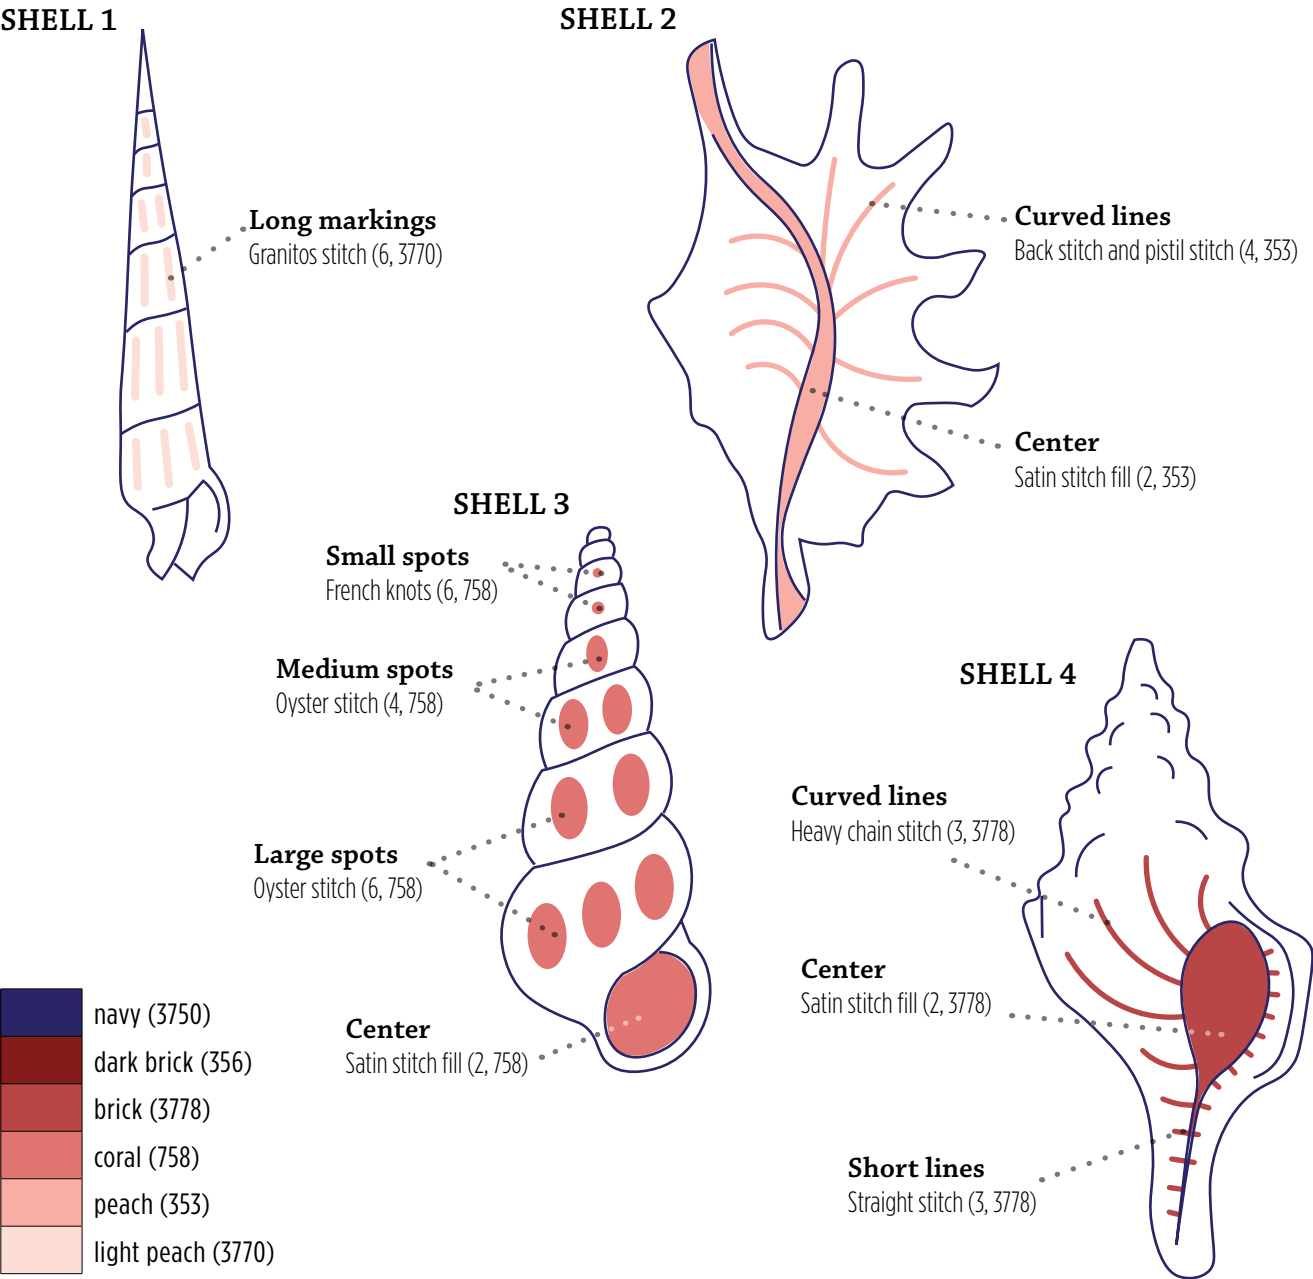 SHELL 1
Long markings
Granitos stitch (6, 3770)
SHELL 2
Curved lines
Back stitch and pistil stitch (4, 353)
Center
Satin stitch fill (2, 353)
SHELL 3
Small spots
French knots (6, 758)
Medium spots
Oyster stitch (4, 758)
Large spots
Oyster stitch (6, 758)
Center
Satin stitch fill (2, 758)
SHELL 4
Curved lines
Heavy chain stitch (3, 3778)
Center
Satin stitch fill (2, 3778)
Short lines
Straight stitch (3, 3778)
navy (3750)
dark brick (356)
brick (3778)
coral (758)
peach (353)
light peach (3770)